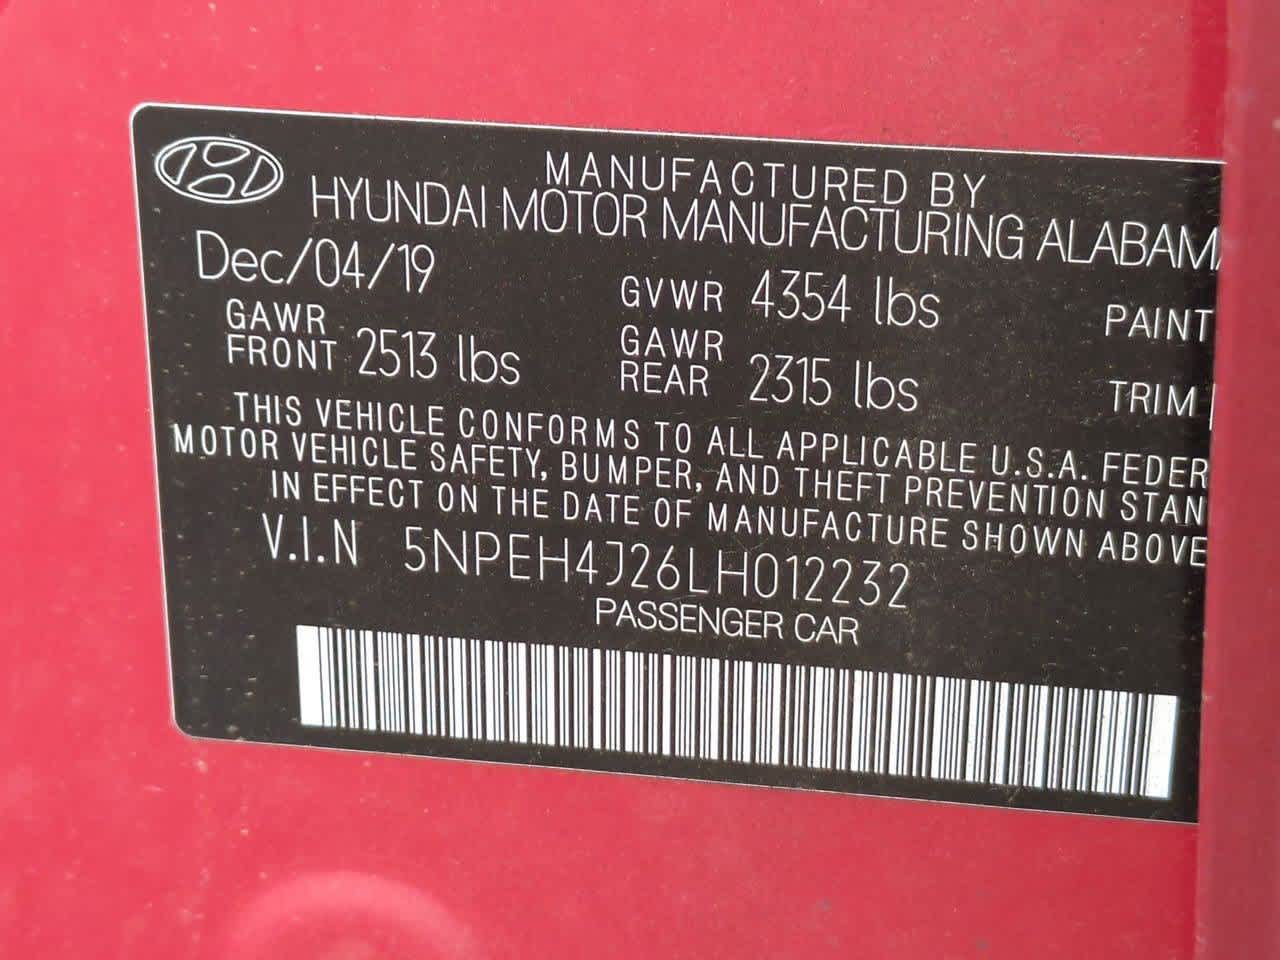 MANUFACTURED BY
HYUNDAI MOTOR MANUFACTURING ALABAMA
Dec/04/19
GVWR 4354 lbs
PAINT
GAWR FRONT 2513 lbs
GAWR REAR 2315 lbs
TRIM
THIS VEHICLE CONFORMS TO ALL APPLICABLE U.S.A. FEDER
MOTOR VEHICLE SAFETY, BUMPER, AND THEFT PREVENTION STAN
IN EFFECT ON THE DATE OF MANUFACTURE SHOWN ABOVE
V.I.N 5NPEH4J26LH012232
PASSENGER CAR